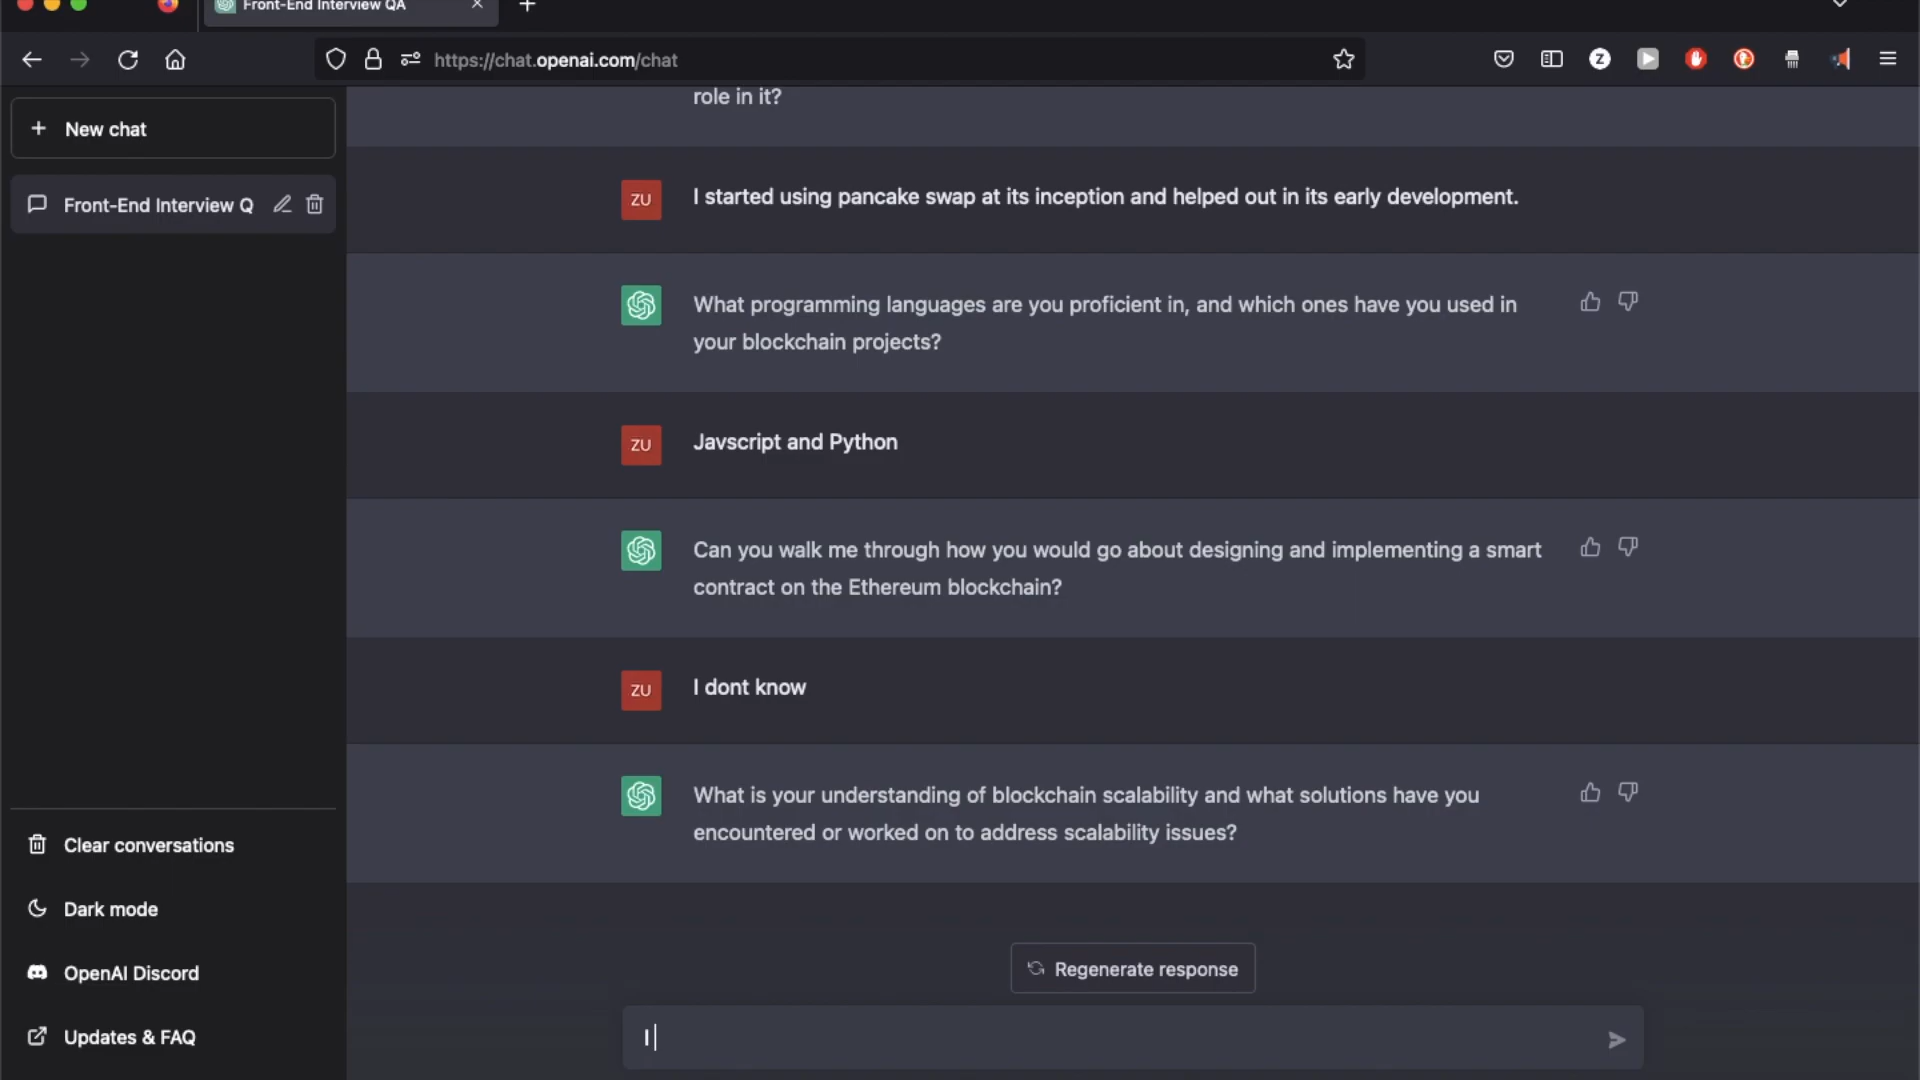 Front-End Interview QA
https://chat.openai.com/chat
Z
New chat
Front-End Interview Q
role in it?
ZU
I started using pancake swap at its inception and helped out in its early development.
What programming languages are you proficient in, and which ones have you used in
your blockchain projects?
ZU
Javscript and Python
Can you walk me through how you would go about designing and implementing a smart
contract on the Ethereum blockchain?
ZU
I dont know
What is your understanding of blockchain scalability and what solutions have you
encountered or worked on to address scalability issues?
Clear conversations
Dark mode
OpenAI Discord
Updates & FAQ
Regenerate response
I